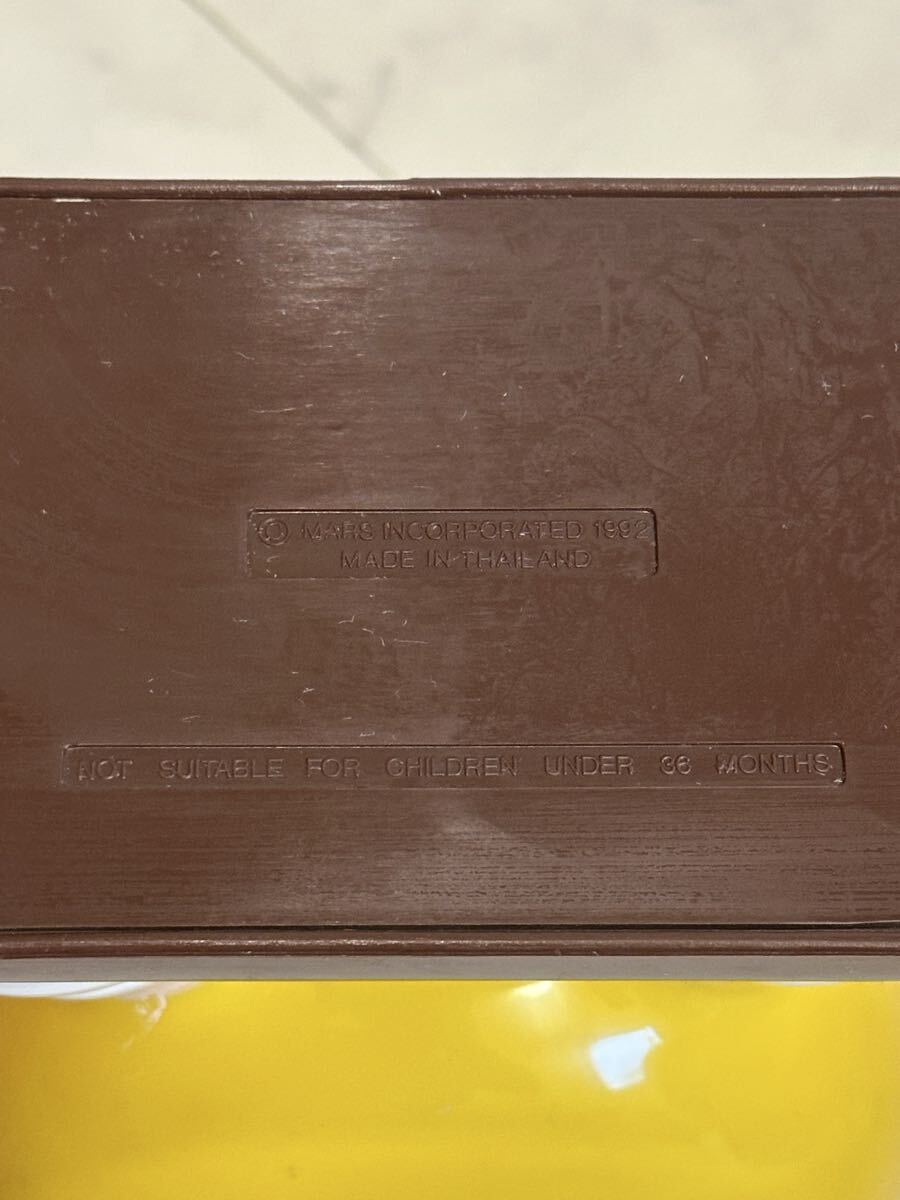 © MARS INCORPORATED 1992
MADE IN THAILAND
NOT SUITABLE FOR CHILDREN UNDER 36 MONTHS